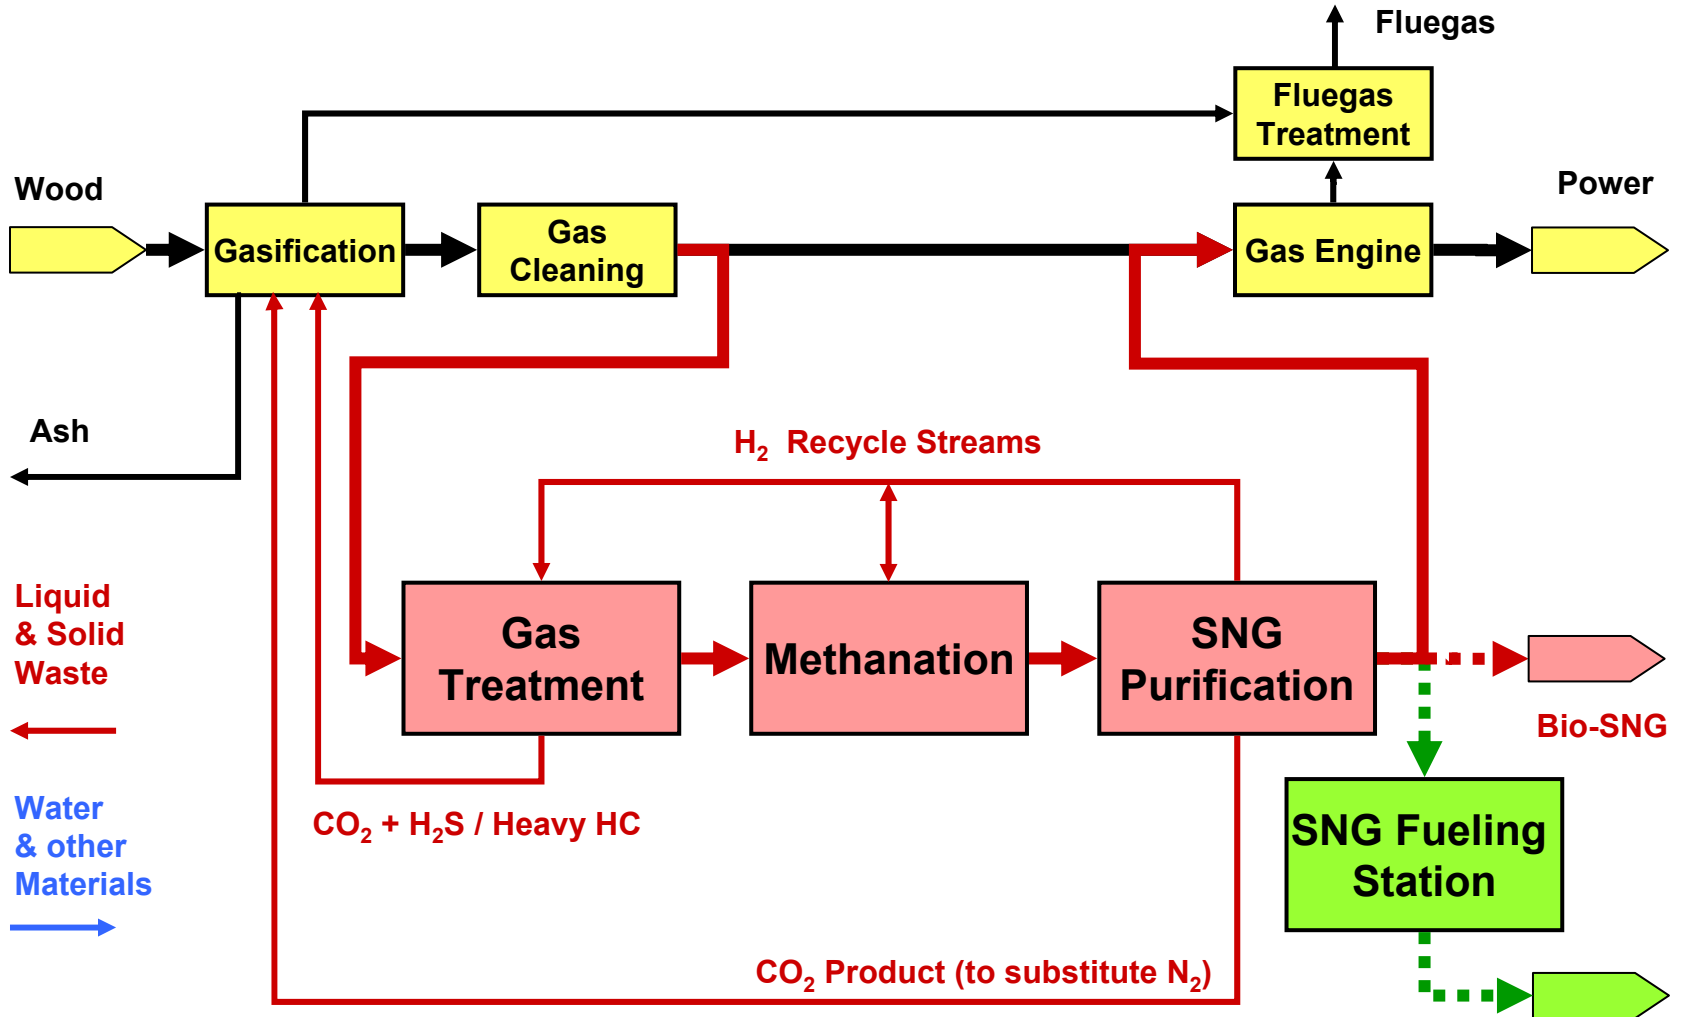 Fluegas
Fluegas
Treatment
Wood
Power
Gasification
Gas
Cleaning
Gas Engine
Ash
H₂ Recycle Streams
Liquid
& Solid
Waste
Gas
Treatment
Methanation
SNG
Purification
Bio-SNG
Water
& other
Materials
CO₂ + H₂S / Heavy HC
SNG Fueling
Station
CO₂ Product (to substitute N₂)